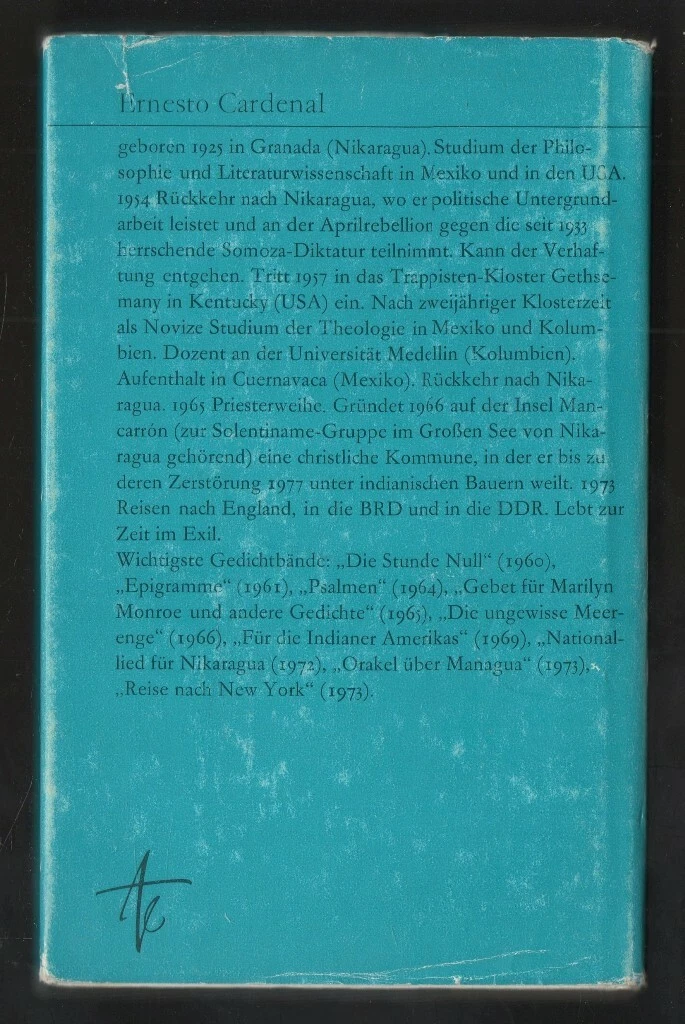 Ernesto Cardenal
geboren 1925 in Granada (Nikaragua). Studium der Philo-
sophie und Literaturwissenschaft in Mexiko und in den USA.
1954 Rückkehr nach Nikaragua, wo er politische Untergrund-
arbeit leistet und an der Aprilrebellion gegen die seit 1933
herrschende Somoza-Diktatur teilnimmt. Kann der Verhaf-
tung entgehen. Tritt 1957 in das Trappisten-Kloster Gethse-
many in Kentucky (USA) ein. Nach zweijähriger Klosterzeit
als Novize Studium der Theologie in Mexiko und Kolum-
bien. Dozent an der Universität Medellin (Kolumbien).
Aufenthalt in Cuernavaca (Mexiko). Rückkehr nach Nika-
ragua. 1965 Priesterweihe. Gründet 1966 auf der Insel Man-
carrón (zur Solentiname-Gruppe im Großen See von Nika-
ragua gehörend) eine christliche Kommune, in der er bis zu
deren Zerstörung 1977 unter indianischen Bauern weilt. 1973
Reisen nach England, in die BRD und in die DDR. Lebt zur
Zeit im Exil.
Wichtigste Gedichtbände: „Die Stunde Null“ (1960),
„Epigramme“ (1961), „Psalmen“ (1964), „Gebet für Marilyn
Monroe und andere Gedichte“ (1965), „Die ungewisse Meer-
enge“ (1966), „Für die Indianer Amerikas“ (1969), „National-
lied für Nikaragua (1972), „Orakel über Managua“ (1973),
„Reise nach New York“ (1973).